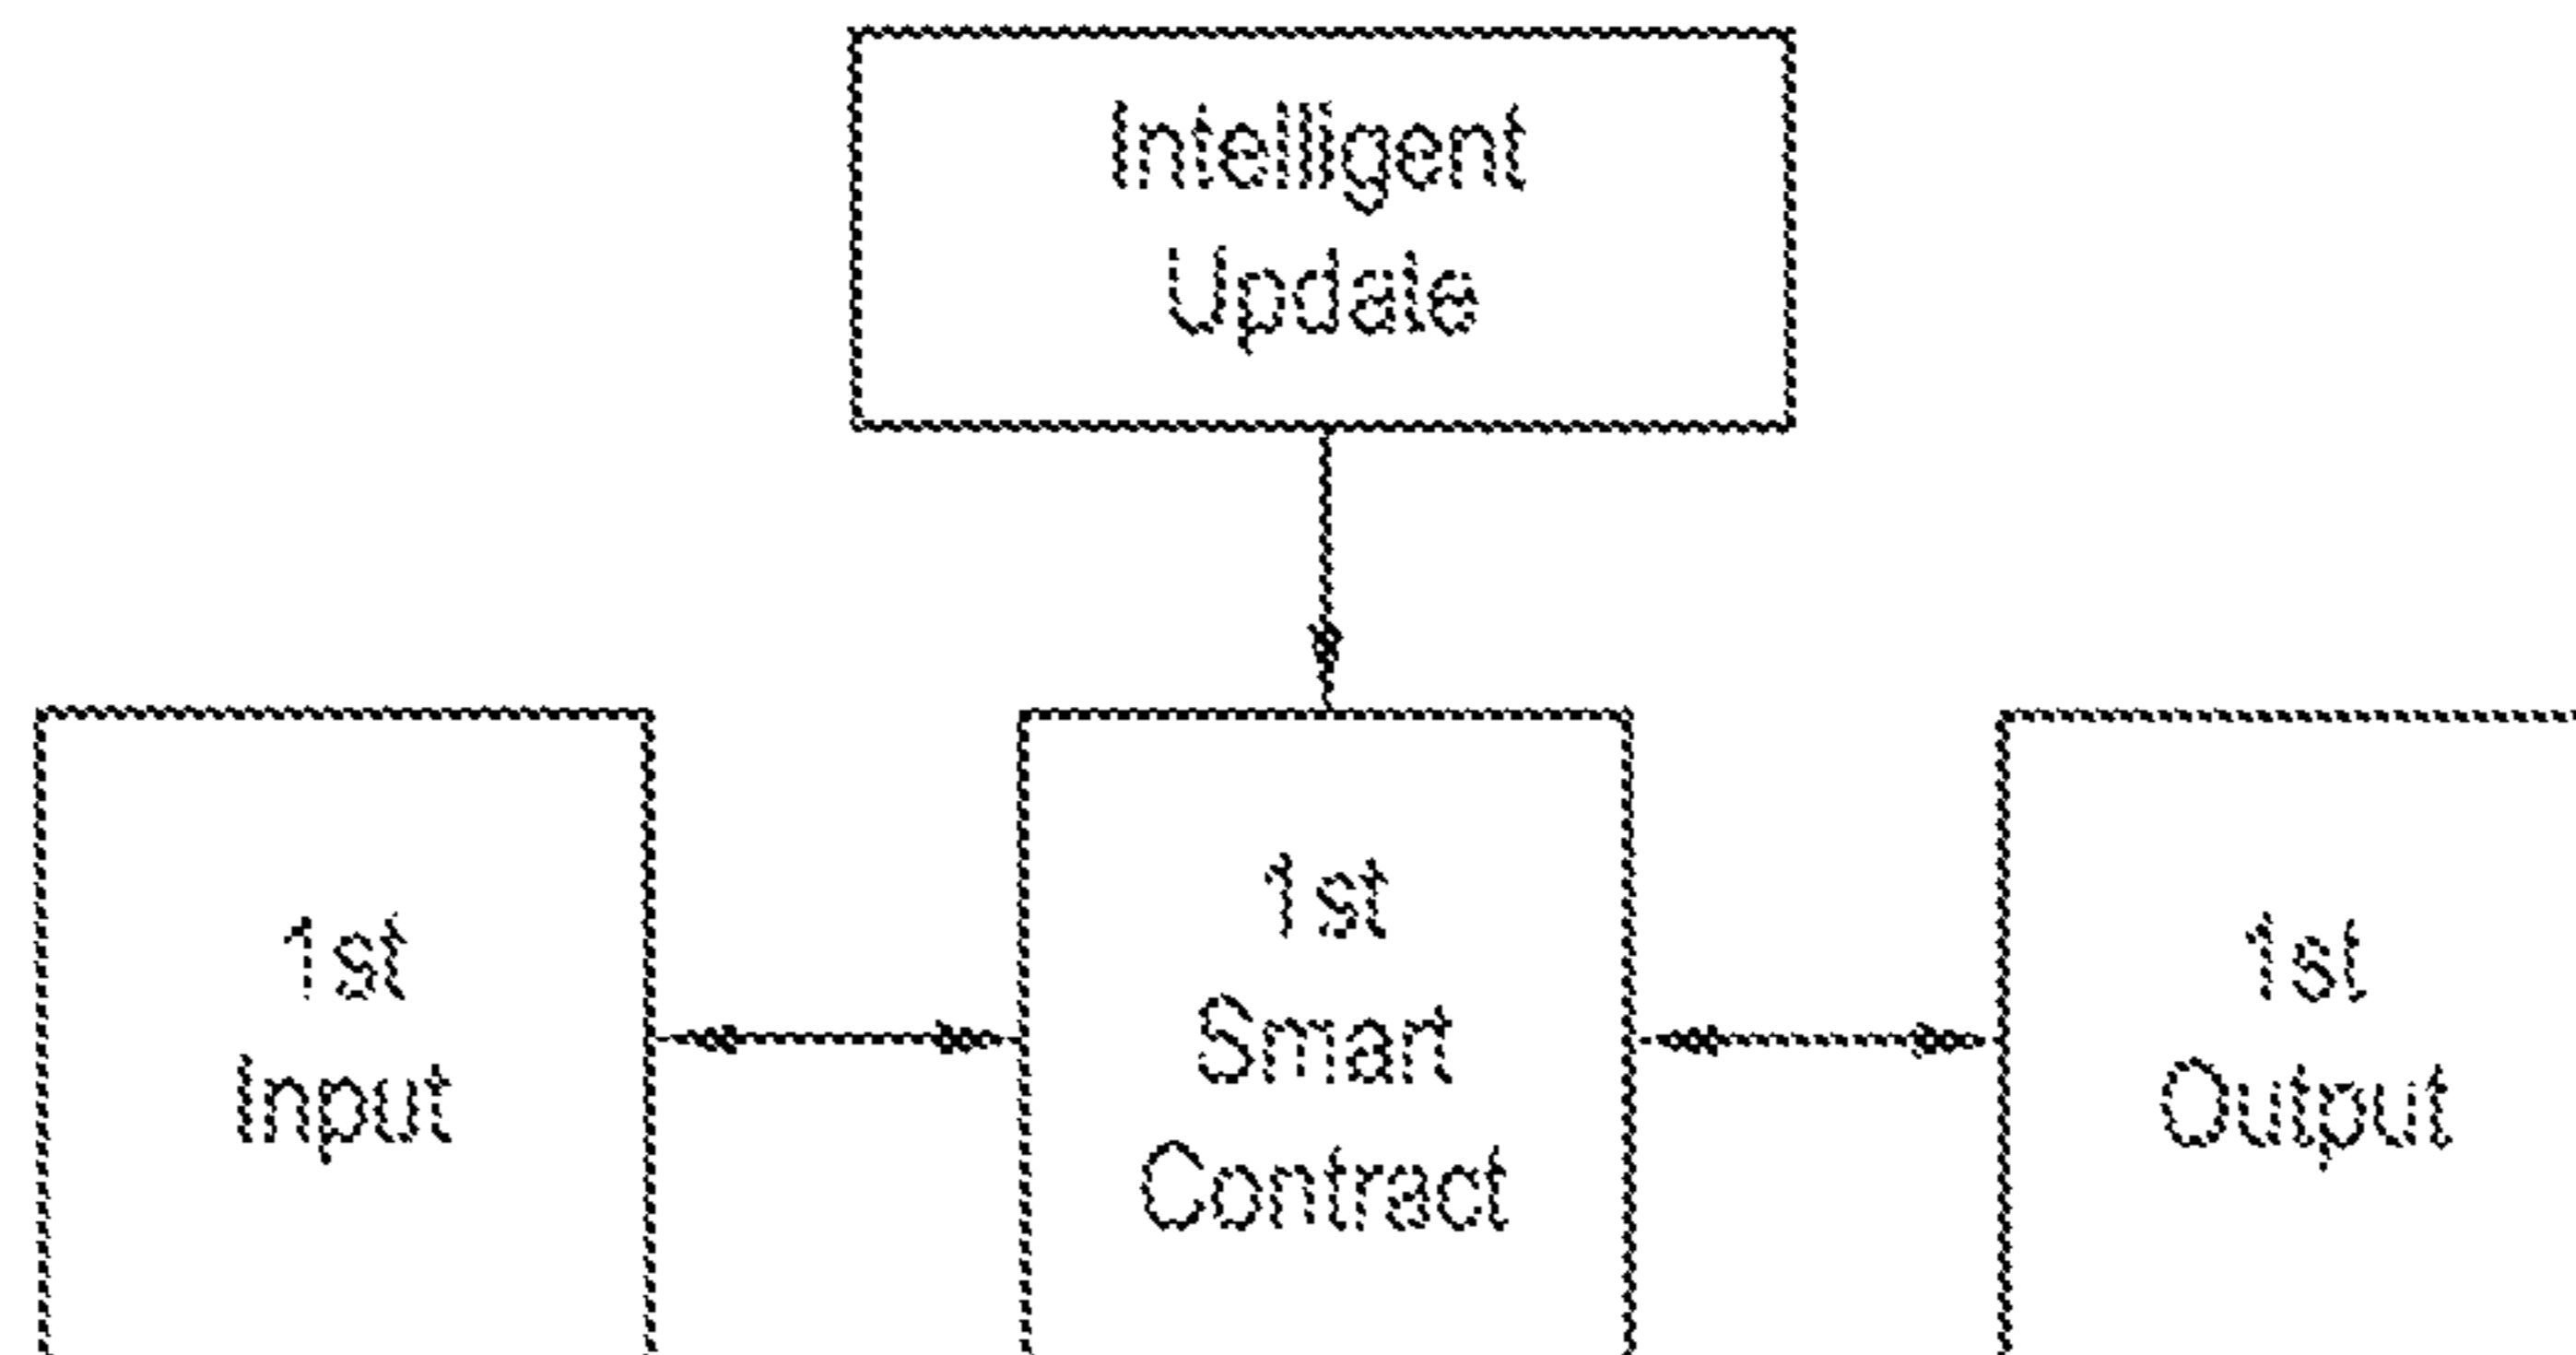 Intelligent
Update
1st
Input
1st
Smart
Contract
1st
Output